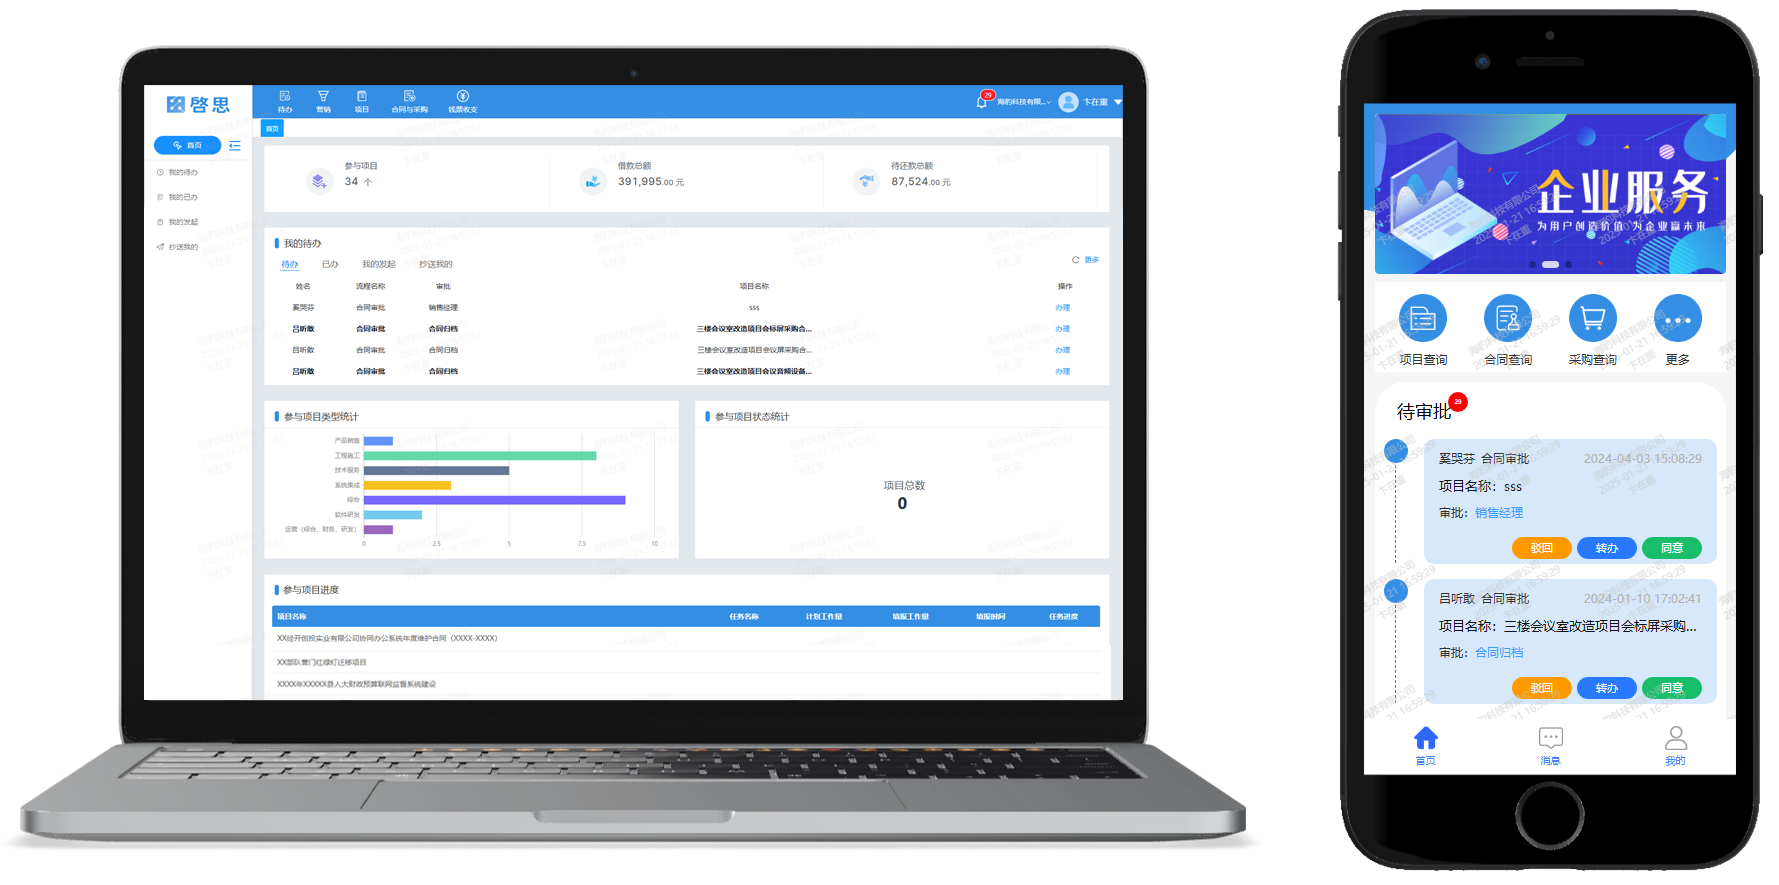 啓思
待办
营销
项目
合同与采购
钱票收支
29
海豹科技有限...
卞在重
首页
首页
我的待办
我的已办
我的发起
抄送我的
参与项目
34 个
借款总额
391,995.00 元
待还款总额
87,524.00 元
我的待办
待办 已办 我的发起 抄送我的
更多
姓名 流程名称 审批 项目名称 操作
奚哭芬 合同审批 销售经理 sss 办理
吕听敢 合同审批 合同归档 三楼会议室改造项目会标屏采购合... 办理
吕听敢 合同审批 合同归档 三楼会议室改造项目会议屏采购合... 办理
吕听敢 合同审批 合同归档 三楼会议室改造项目会议音频设备... 办理
参与项目类型统计
产品销售
工程施工
技术服务
系统集成
综合
软件研发
运营（综合、财务、研发）
0 2.5 5 7.5 10
参与项目状态统计
项目总数
0
参与项目进度
项目名称 任务名称 计划工作量 填报工作量 填报时间 任务进度
XX经开创投实业有限公司协同办公系统年度维护合同（XXXX-XXXX）
XX部队营门红绿灯迁移项目
XXXX年XXXXX县人大财政预算联网监督系统建设
企业服务
为用户创造价值 为企业赢未来
项目查询 合同查询 采购查询 更多
待审批
29
奚哭芬 合同审批 2024-04-03 15:08:29
项目名称：sss
审批：销售经理
驳回 转办 同意
吕听敢 合同审批 2024-01-10 17:02:41
项目名称：三楼会议室改造项目会标屏采购...
审批：合同归档
驳回 转办 同意
首页 消息 我的